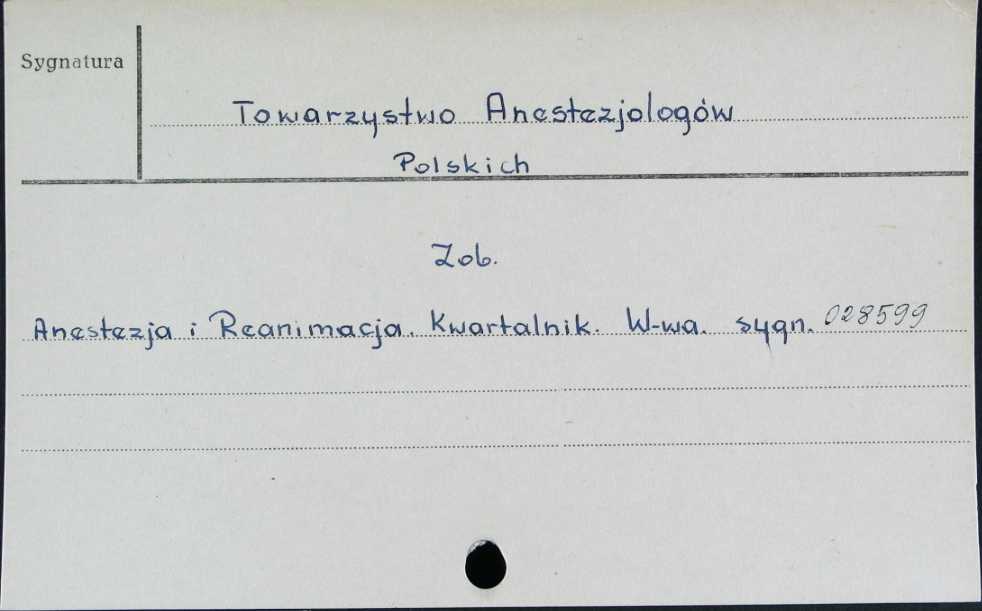 Sygnatura
Towarzystwo Anestezjologów
Polskich
Zob.
Anestezja i Reanimacja. Kwartalnik. W-wa. sygn. 028599